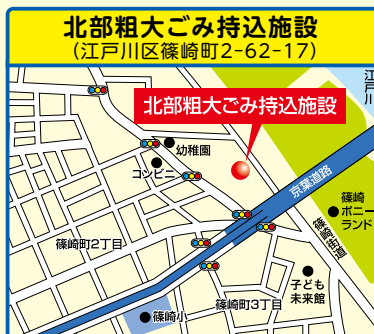 北部粗大ごみ持込施設
(江戸川区篠崎町2-62-17)
江戸川
北部粗大ごみ持込施設
幼稚園
コンビニ
京葉道路
篠崎
ポニー
ランド
篠崎街道
篠崎町2丁目
子ども
未来館
篠崎町3丁目
篠崎小